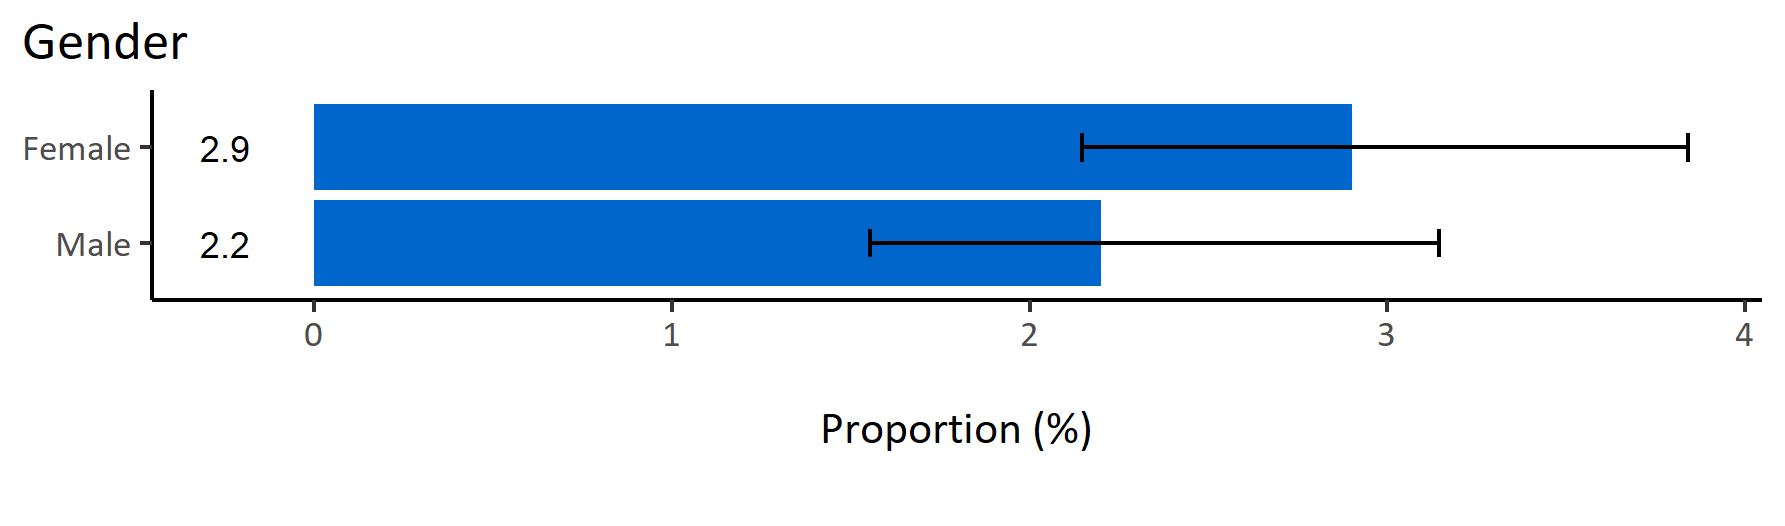 Gender
Female 2.9
Male 2.2
0 1 2 3 4
Proportion (%)